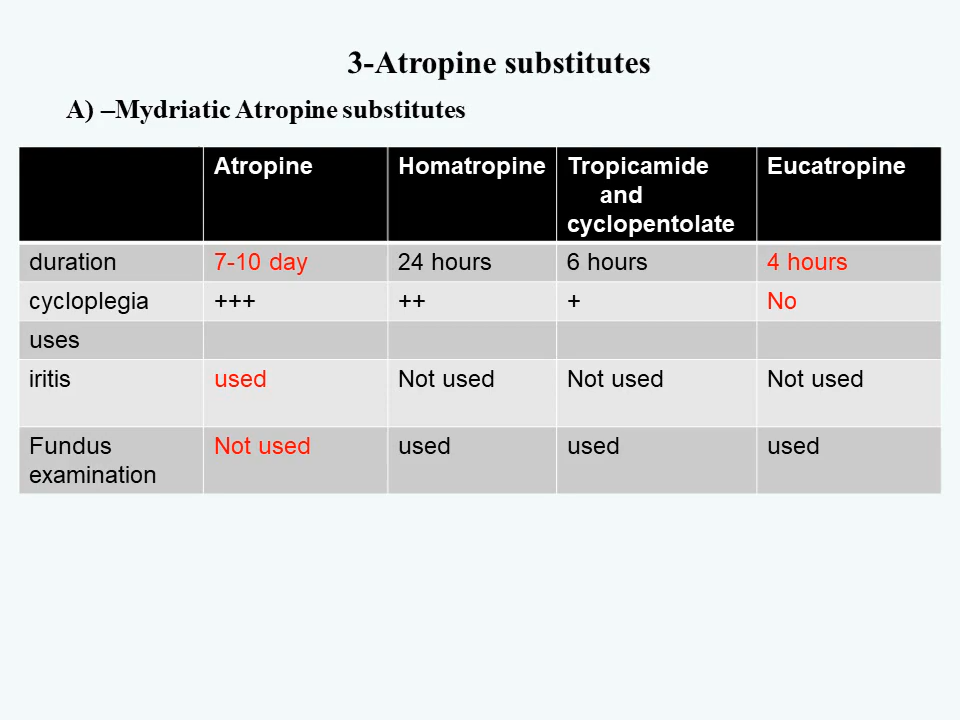 3-Atropine substitutes
A) –Mydriatic Atropine substitutes
Atropine Homatropine Tropicamide Eucatropine
and
cyclopentolate
duration 7-10 day 24 hours 6 hours 4 hours
cycloplegia +++ ++ + No
uses
iritis used Not used Not used Not used
Fundus Not used used used used
examination